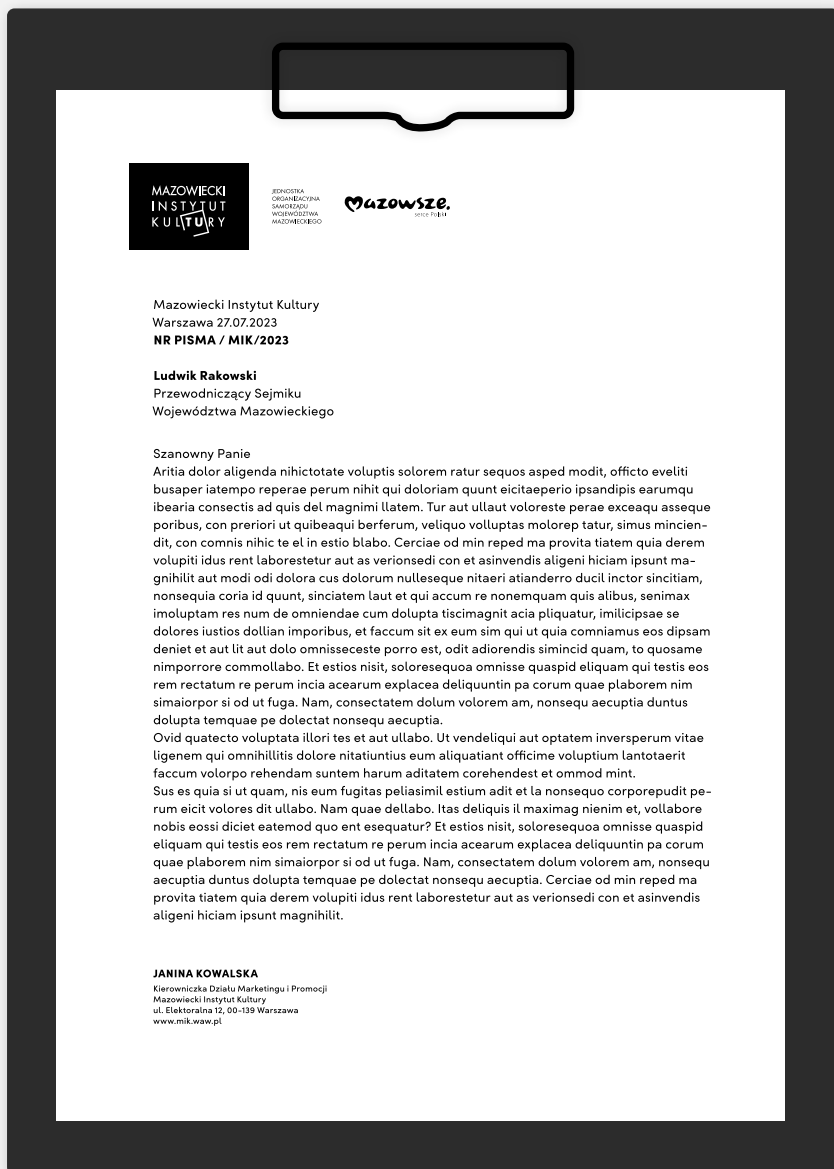 MAZOWIECKI
INSTYTUT
KULTURY
JEDNOSTKA
ORGANIZACYJNA
SAMORZĄDU
WOJEWÓDZTWA
MAZOWIECKIEGO
Mazowsze.
serce Polski
Mazowiecki Instytut Kultury
Warszawa 27.07.2023
NR PISMA / MIK/2023
Ludwik Rakowski
Przewodniczący Sejmiku
Województwa Mazowieckiego
Szanowny Panie
Aritia dolor aligenda nihictotate voluptis solorem ratur sequos asped modit, officto eveliti
busaper iatempo reperae perum nihit qui doloriam quunt eicitaeperio ipsandipis earumqu
ibearia consectis ad quis del magnimi llatem. Tur aut ullaut voloreste perae exceaqu asseque
poribus, con preriori ut quibeaqui berferum, veliquo volluptas molorep tatur, simus mincien-
dit, con comnis nihic te el in estio blabo. Cerciae od min reped ma provita tiatem quia derem
volupiti idus rent laborestetur aut as verionsedi con et asinvendis aligeni hiciam ipsunt ma-
gnihilit aut modi odi dolora cus dolorum nulleseque nitaeri atianderro ducil inctor sincitiam,
nonsequia coria id quunt, sinciatem laut et qui accum re nonemquam quis alibus, senimax
imoluptam res num de omniendae cum dolupta tiscimagnit acia pliquatur, imilicipsae se
dolores iustios dollian imporibus, et faccum sit ex eum sim qui ut quia comniamus eos dipsam
deniet et aut lit aut dolo omnisseceste porro est, odit adiorendis simincid quam, to quosame
nimporrore commollabo. Et estios nisit, soloresequoa omnisse quaspid eliquam qui testis eos
rem rectatum re perum incia acearum explacea deliquuntin pa corum quae plaborem nim
simaiorpor si od ut fuga. Nam, consectatem dolum volorem am, nonsequ aecuptia duntus
dolupta temquae pe dolectat nonsequ aecuptia.
Ovid quatecto voluptata illori tes et aut ullabo. Ut vendeliqui aut optatem inversperum vitae
ligenem qui omnihillitis dolore nitatiuntius eum aliquatiant officime voluptium lantotaerit
faccum volorpo rehendam suntem harum aditatem corehendest et ommod mint.
Sus es quia si ut quam, nis eum fugitas peliasimil estium adit et la nonsequo corporepudit pe-
rum eicit volores dit ullabo. Nam quae dellabo. Itas deliquis il maximag nienim et, vollabore
nobis eossi diciet eatemod quo ent esequatur? Et estios nisit, soloresequoa omnisse quaspid
eliquam qui testis eos rem rectatum re perum incia acearum explacea deliquuntin pa corum
quae plaborem nim simaiorpor si od ut fuga. Nam, consectatem dolum volorem am, nonsequ
aecuptia duntus dolupta temquae pe dolectat nonsequ aecuptia. Cerciae od min reped ma
provita tiatem quia derem volupiti idus rent laborestetur aut as verionsedi con et asinvendis
aligeni hiciam ipsunt magnihilit.
JANINA KOWALSKA
Kierowniczka Działu Marketingu i Promocji
Mazowiecki Instytut Kultury
ul. Elektoralna 12, 00-139 Warszawa
www.mik.waw.pl